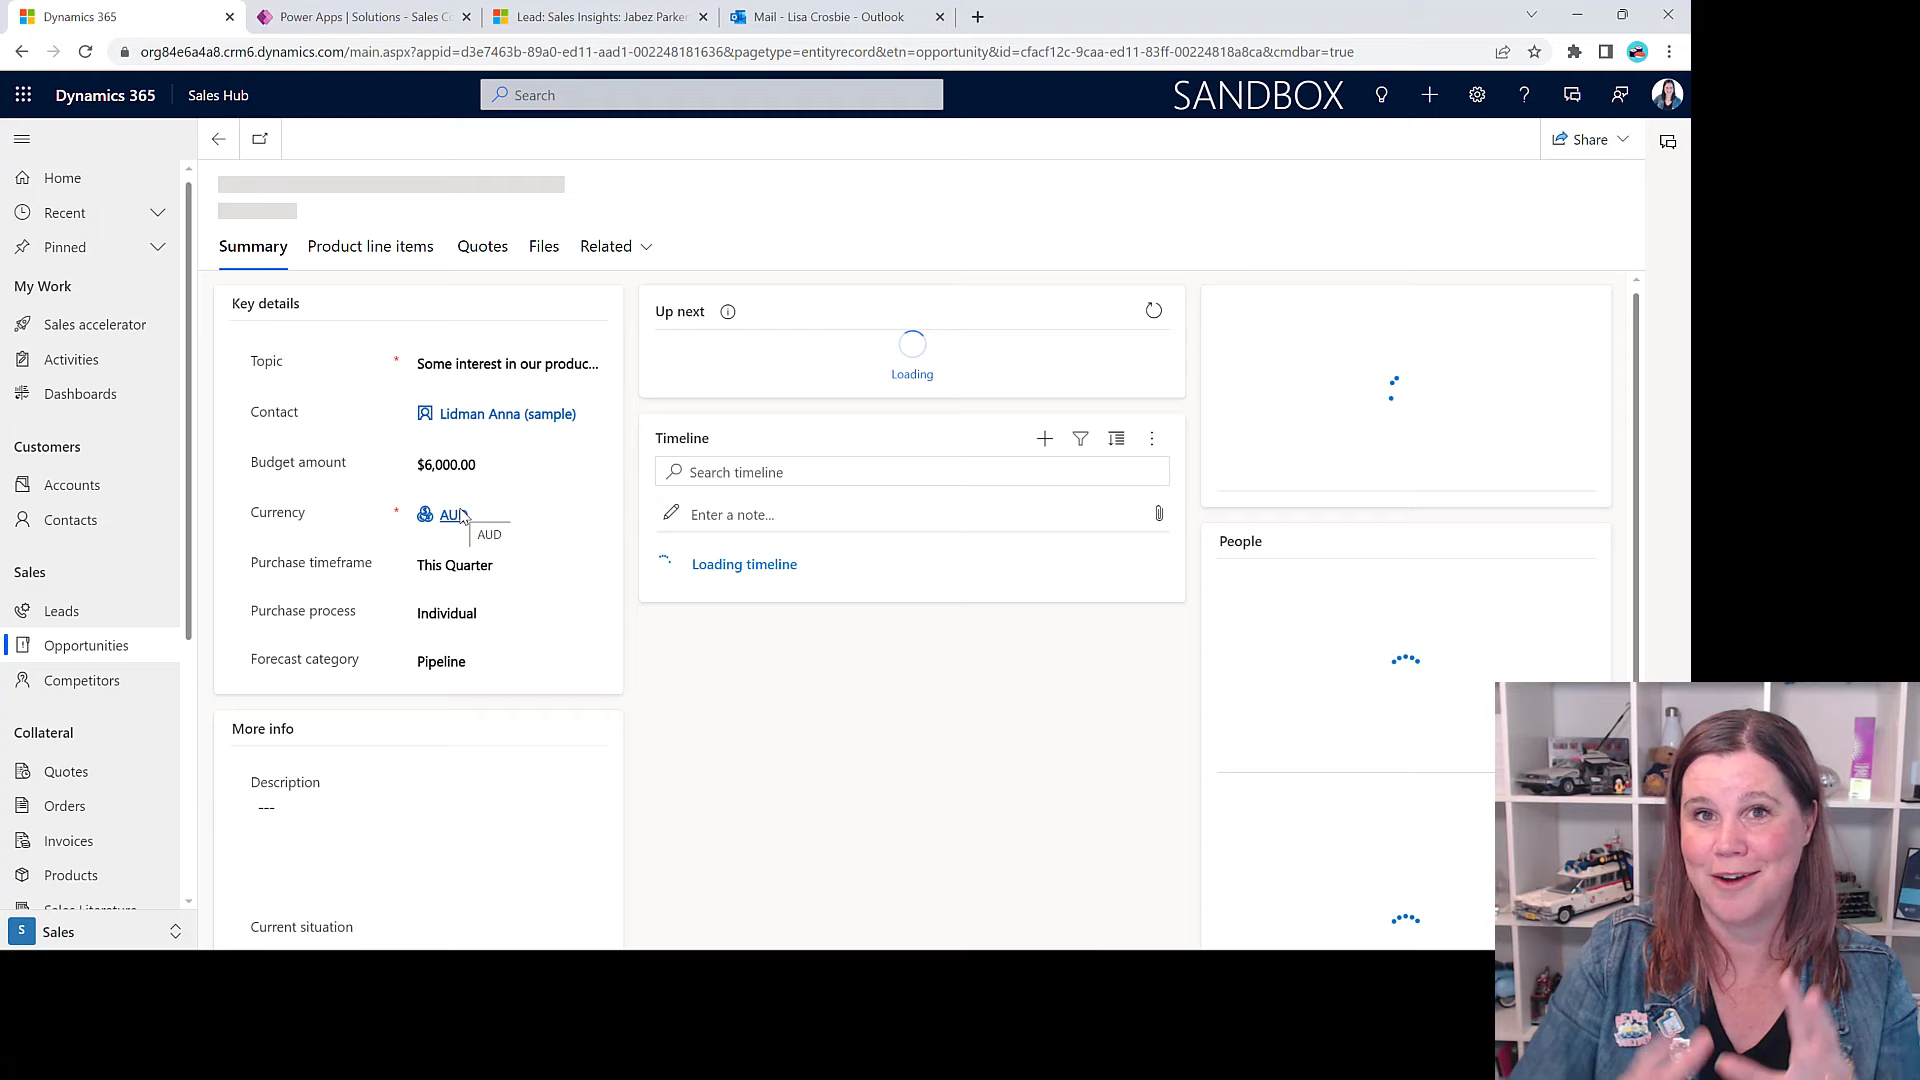 Dynamics 365
Power Apps | Solutions - Sales Co
Lead: Sales Insights: Jabez Parker
Mail - Lisa Crosbie - Outlook
org84e6a4a8.crm6.dynamics.com/main.aspx?appid=d3e7463b-89a0-ed11-aad1-002248181636&pagetype=entityrecord&etn=opportunity&id=cfacf12c-9caa-ed11-83ff-00224818a8ca&cmdbar=true
Dynamics 365
Sales Hub
Search
SANDBOX
Share
Home
Recent
Pinned
My Work
Sales accelerator
Activities
Dashboards
Customers
Accounts
Contacts
Sales
Leads
Opportunities
Competitors
Collateral
Quotes
Orders
Invoices
Products
Sales Literature
S Sales
Summary
Product line items
Quotes
Files
Related
Key details
Topic * Some interest in our produc...
Contact Lidman Anna (sample)
Budget amount $6,000.00
Currency * AUD
AUD
Purchase timeframe This Quarter
Purchase process Individual
Forecast category Pipeline
More info
Description
---
Current situation
Up next
Loading
Timeline
Search timeline
Enter a note...
Loading timeline
People